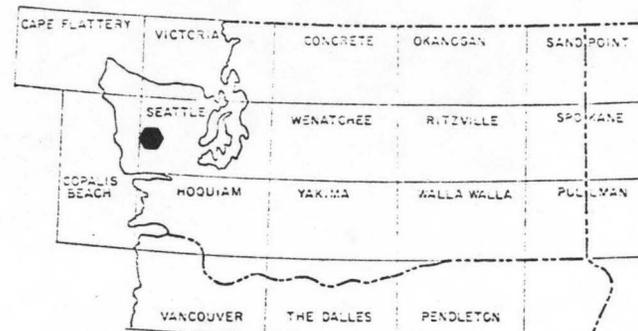 CAPE FLATTERY VICTORIA CONCRETE OKANOGAN SANDPOINT
SEATTLE WENATCHEE RITZVILLE SPOKANE
COPALIS BEACH HOQUIAM YAKIMA WALLA WALLA PULLMAN
VANCOUVER THE DALLES PENDLETON